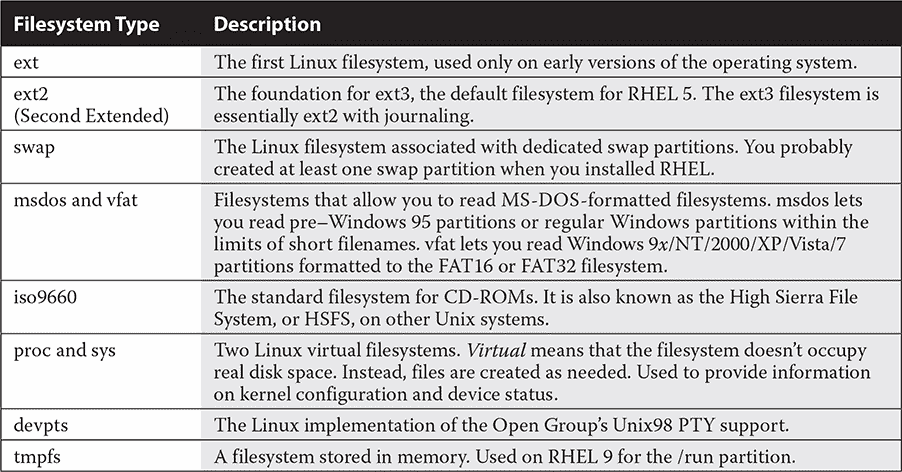 Filesystem Type Description
ext The first Linux filesystem, used only on early versions of the operating system.
ext2 The foundation for ext3, the default filesystem for RHEL 5. The ext3 filesystem is
(Second Extended) essentially ext2 with journaling.
swap The Linux filesystem associated with dedicated swap partitions. You probably
created at least one swap partition when you installed RHEL.
msdos and vfat Filesystems that allow you to read MS-DOS-formatted filesystems. msdos lets
you read pre–Windows 95 partitions or regular Windows partitions within the
limits of short filenames. vfat lets you read Windows 9x/NT/2000/XP/Vista/7
partitions formatted to the FAT16 or FAT32 filesystem.
iso9660 The standard filesystem for CD-ROMs. It is also known as the High Sierra File
System, or HSFS, on other Unix systems.
proc and sys Two Linux virtual filesystems. Virtual means that the filesystem doesn’t occupy
real disk space. Instead, files are created as needed. Used to provide information
on kernel configuration and device status.
devpts The Linux implementation of the Open Group’s Unix98 PTY support.
tmpfs A filesystem stored in memory. Used on RHEL 9 for the /run partition.